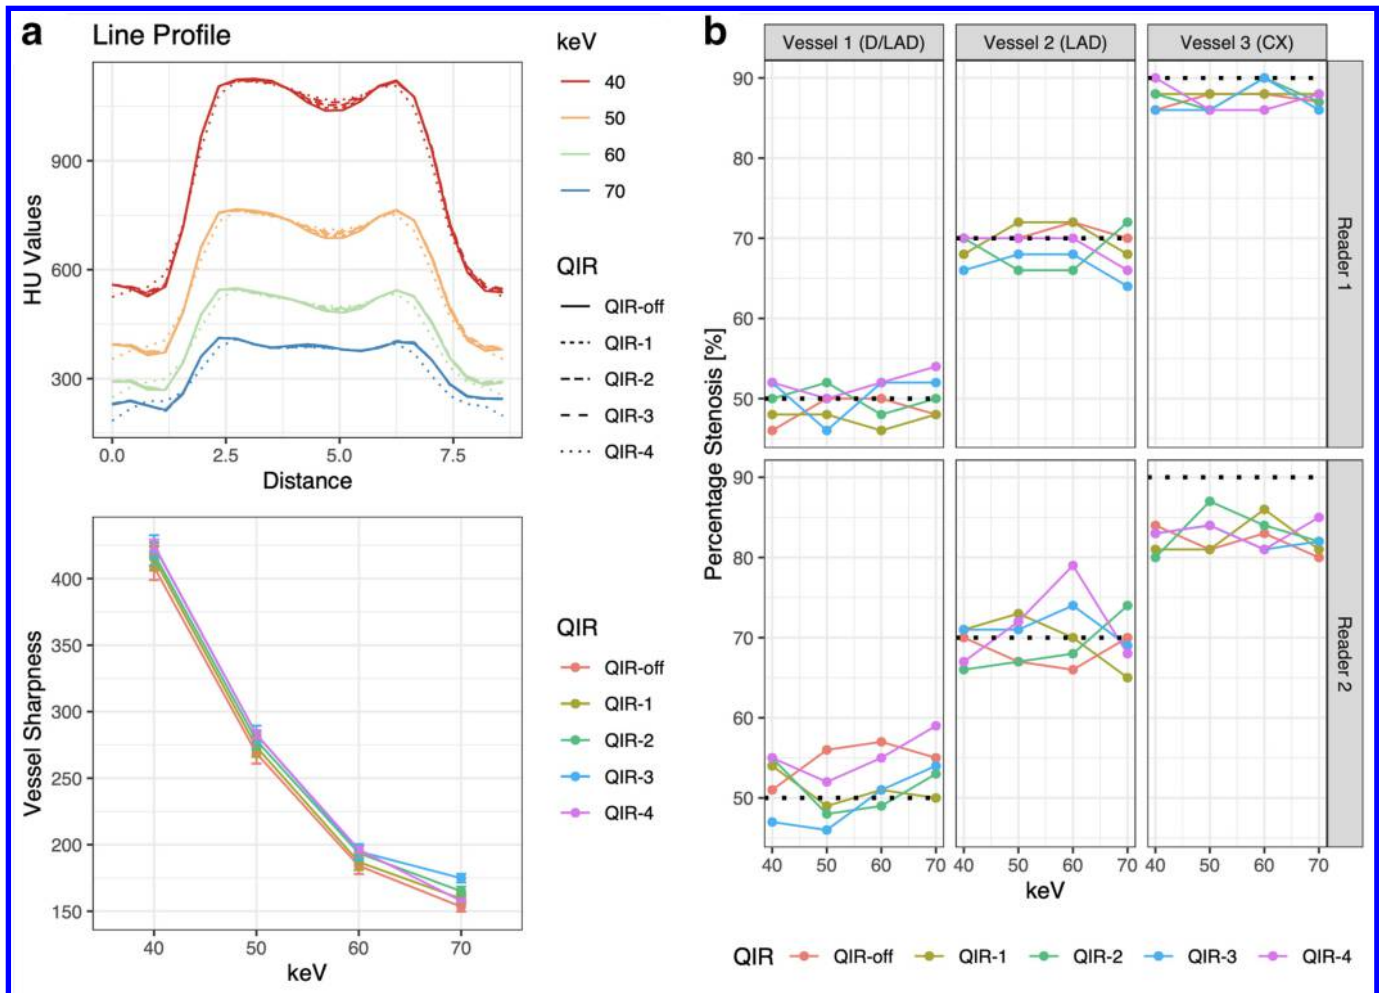 a
Line Profile
HU Values
900
600
300
0.0 2.5 5.0 7.5
Distance
keV
40
50
60
70
QIR
QIR-off
QIR-1
QIR-2
QIR-3
QIR-4
Vessel Sharpness
400
350
300
250
200
150
40 50 60 70
keV
QIR
QIR-off
QIR-1
QIR-2
QIR-3
QIR-4
b
Vessel 1 (D/LAD) Vessel 2 (LAD) Vessel 3 (CX)
Percentage Stenosis [%]
90
80
70
60
50
Reader 1
90
80
70
60
50
Reader 2
40 50 60 70 40 50 60 70 40 50 60 70
keV
QIR QIR-off QIR-1 QIR-2 QIR-3 QIR-4